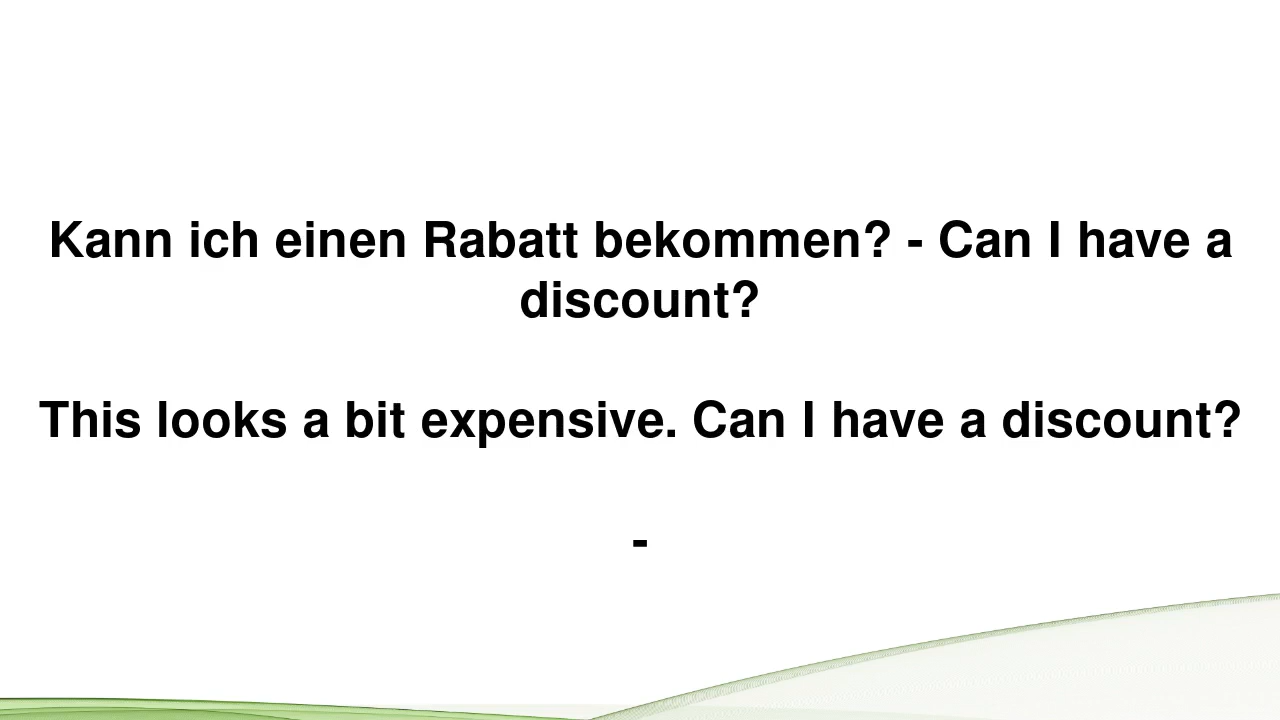 Kann ich einen Rabatt bekommen? - Can I have a
discount?
This looks a bit expensive. Can I have a discount?
-